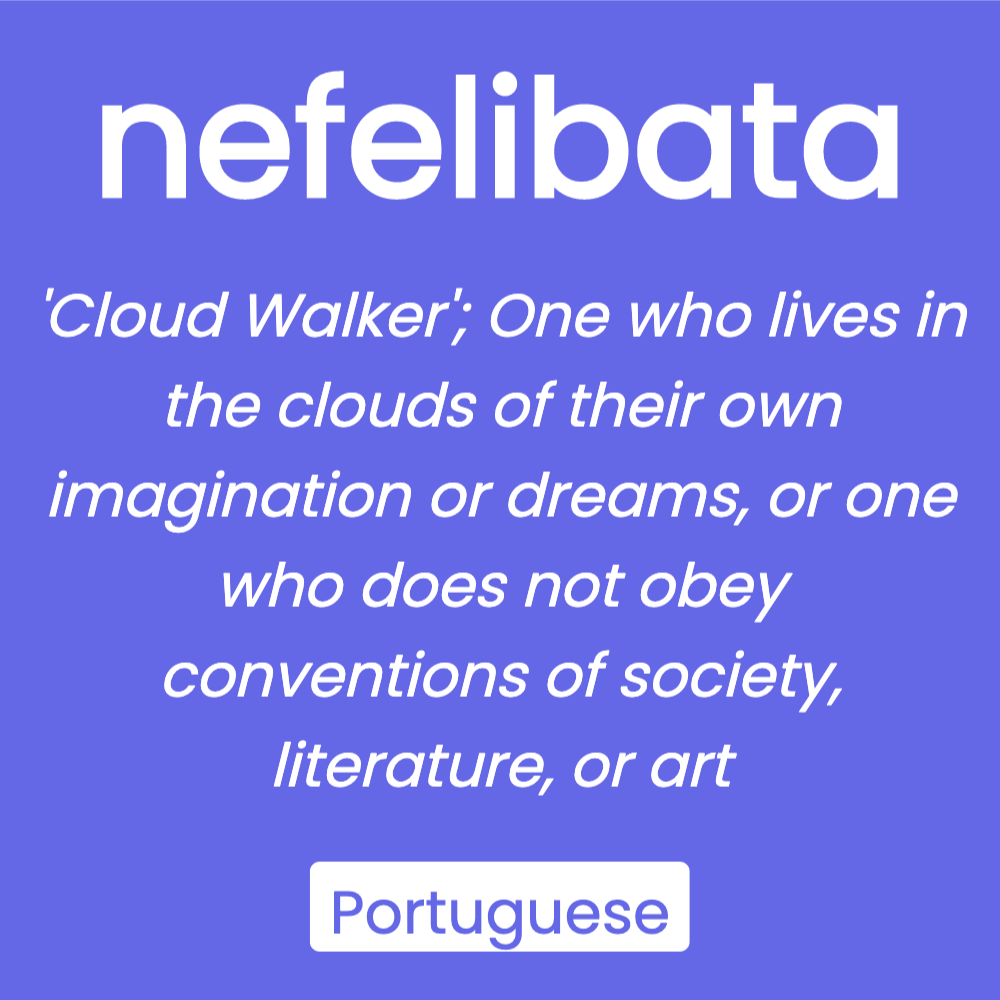 nefelibata
'Cloud Walker'; One who lives in
the clouds of their own
imagination or dreams, or one
who does not obey
conventions of society,
literature, or art
Portuguese